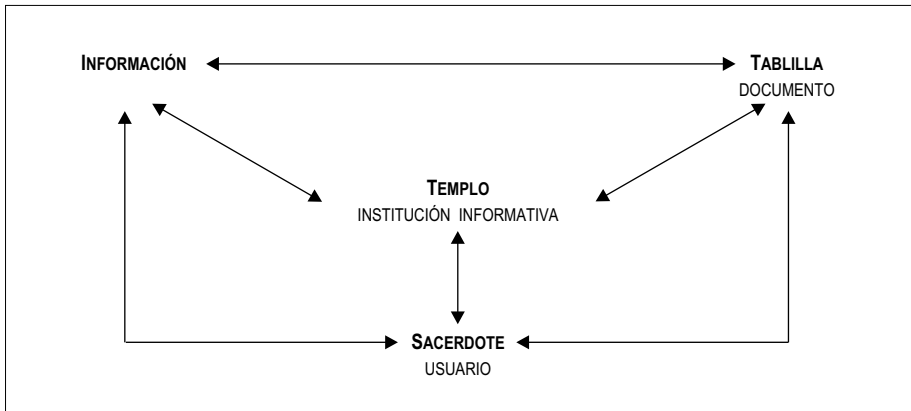 INFORMACIÓN
TABLILLA
DOCUMENTO
TEMPLO
INSTITUCIÓN INFORMATIVA
SACERDOTE
USUARIO